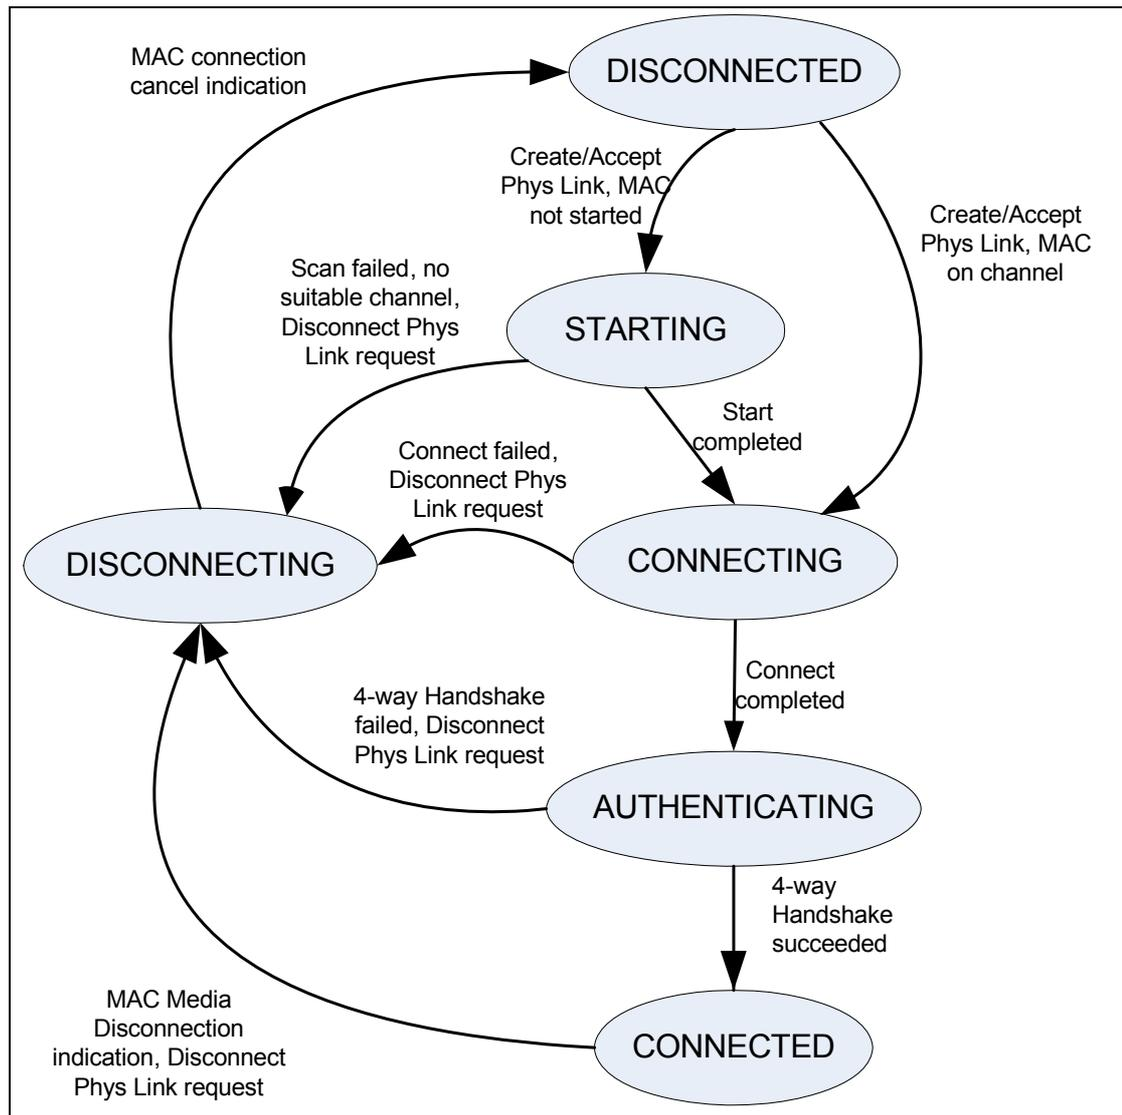 MAC connection
cancel indication
DISCONNECTED
Create/Accept
Phys Link, MAC
not started
Create/Accept
Phys Link, MAC
on channel
Scan failed, no
suitable channel,
Disconnect Phys
Link request
STARTING
Start
completed
Connect failed,
Disconnect Phys
Link request
DISCONNECTING
CONNECTING
Connect
completed
4-way Handshake
failed, Disconnect
Phys Link request
AUTHENTICATING
4-way
Handshake
succeeded
MAC Media
Disconnection
indication, Disconnect
Phys Link request
CONNECTED